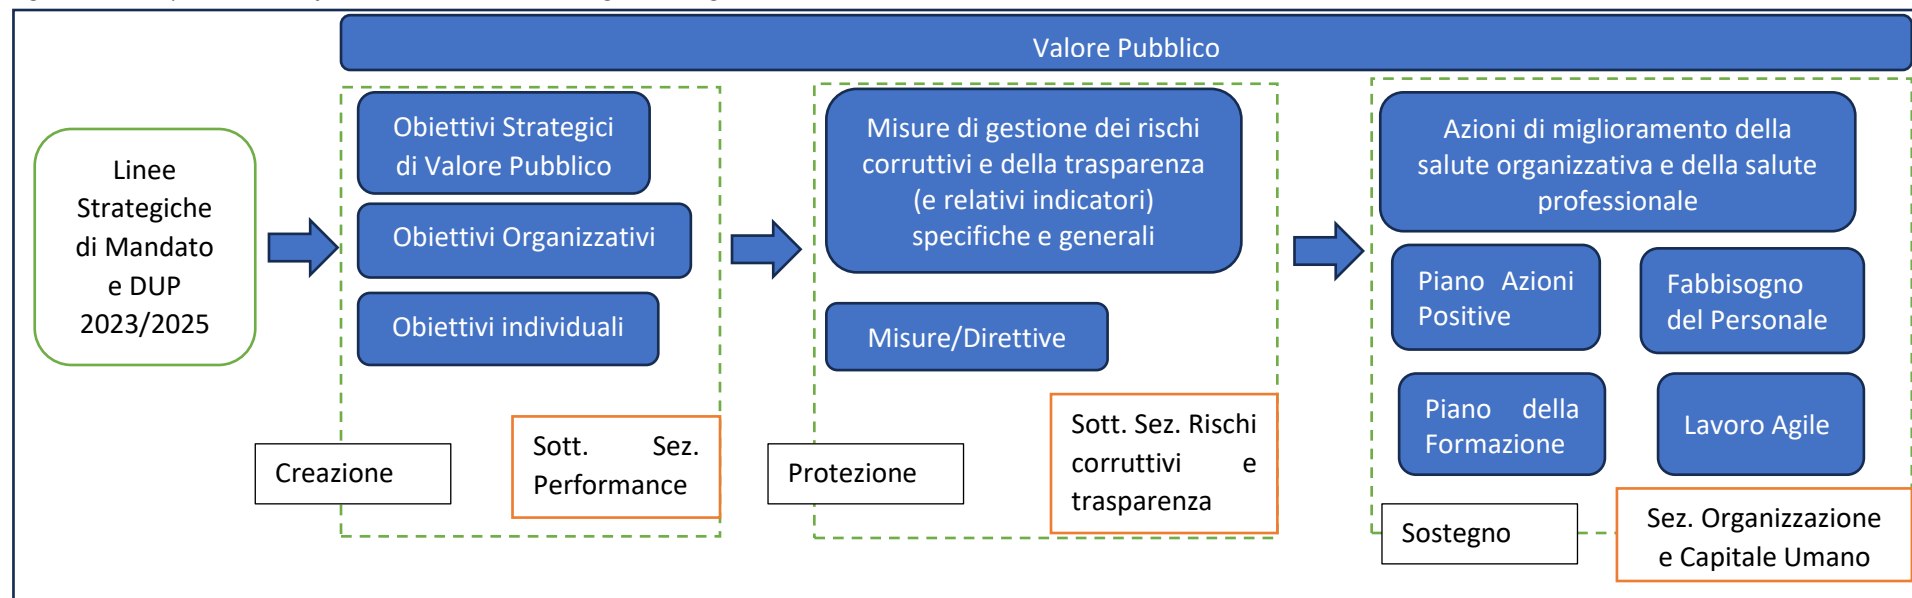 Valore Pubblico
Linee
Strategiche
di Mandato
e DUP
2023/2025
Obiettivi Strategici
di Valore Pubblico
Obiettivi Organizzativi
Obiettivi individuali
Creazione
Sott. Sez.
Performance
Misure di gestione dei rischi
corruttivi e della trasparenza
(e relativi indicatori)
specifiche e generali
Misure/Direttive
Protezione
Sott. Sez. Rischi
corruttivi e
trasparenza
Azioni di miglioramento della
salute organizzativa e della salute
professionale
Piano Azioni
Positive
Fabbisogno
del Personale
Piano della
Formazione
Lavoro Agile
Sostegno
Sez. Organizzazione
e Capitale Umano